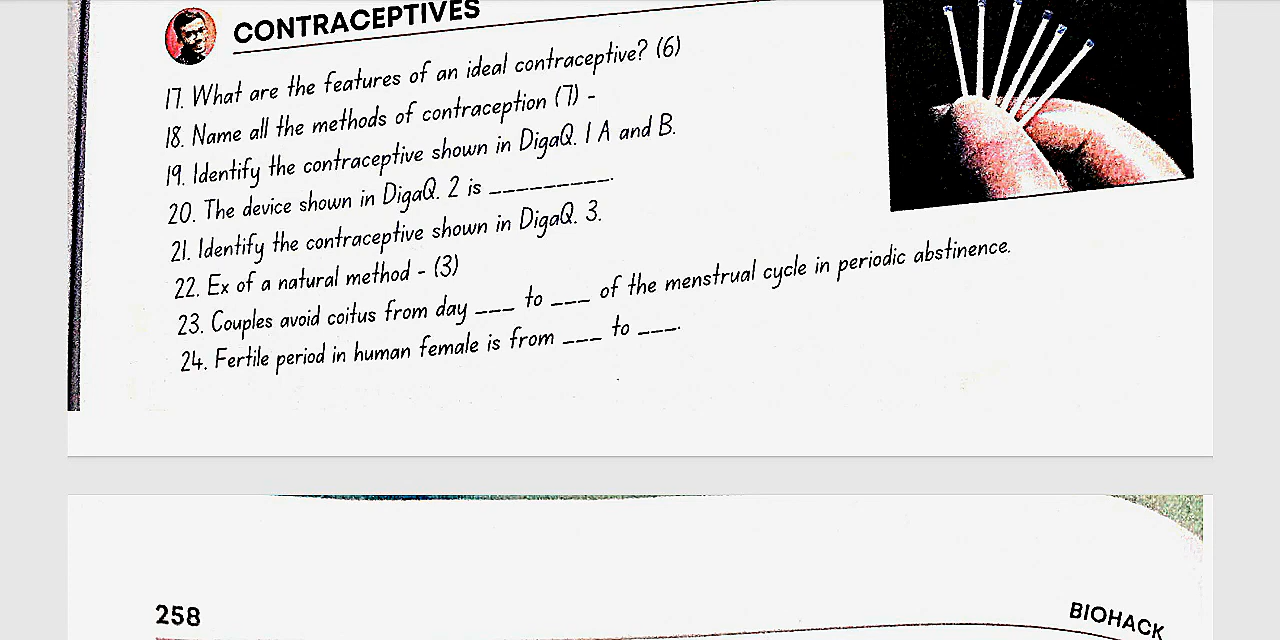 CONTRACEPTIVES
17. What are the features of an ideal contraceptive? (6)
18. Name all the methods of contraception (7) -
19. Identify the contraceptive shown in DigaQ. 1 A and B.
20. The device shown in DigaQ. 2 is __________.
21. Identify the contraceptive shown in DigaQ. 3.
22. Ex of a natural method - (3)
23. Couples avoid coitus from day ___ to ___ of the menstrual cycle in periodic abstinence.
24. Fertile period in human female is from ___ to ___.
258
BIOHACK